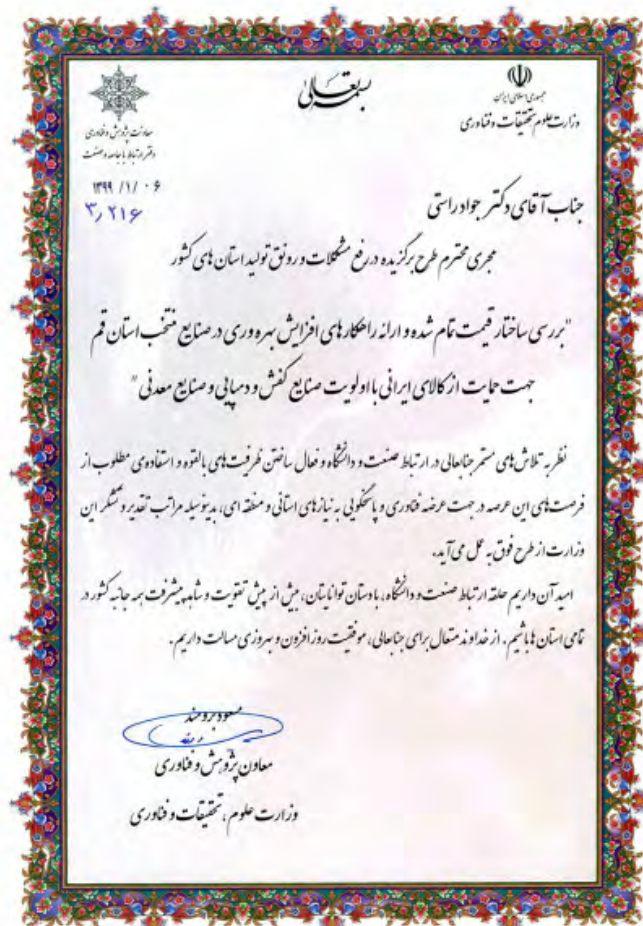 بسمه تعالی
جمهوری اسلامی ایران
وزارت علوم تحقیقات و فناوری
معاونت پژوهش و فناوری
دفتر ارتباط با جامعه و صنعت
۱۳۹۹ /۱/ ۰۶
۳٫۲۱۶
جناب آقای دکتر جواد راستی
مجری محترم طرح برگزیده در رفع مشکلات و رونق تولید استان های کشور
"بررسی ساختار قیمت تمام شده و ارائه راهکارهای افزایش بهره وری در صنایع منتخب استان قم
جهت حمایت از کالای ایرانی با اولویت صنایع کفش و دمپایی و صنایع معدنی"
نظر به تلاش های مستمر جنابعالی در ارتباط صنعت و دانشگاه و فعال ساختن ظرفیت های بالقوه و استفاده‌ی مطلوب از
فرصت های این عرصه در جهت عرضه فناوری و پاسخگویی به نیازهای استانی و منطقه ای، بدینوسیله مراتب تقدیر و تشکر این
وزارت از طرح فوق به عمل می آید.
امید آن داریم حلقه ارتباط صنعت و دانشگاه، با دستان توانایتان، بیش از پیش تقویت و شاهد پیشرفت همه جانبه کشور در
تمامی استان ها باشیم. از خداوند متعال برای جنابعالی، موفقیت روز افزون و بهروزی مسالت داریم.
مسعود برومند
معاون پژوهش و فناوری
وزارت علوم، تحقیقات و فناوری